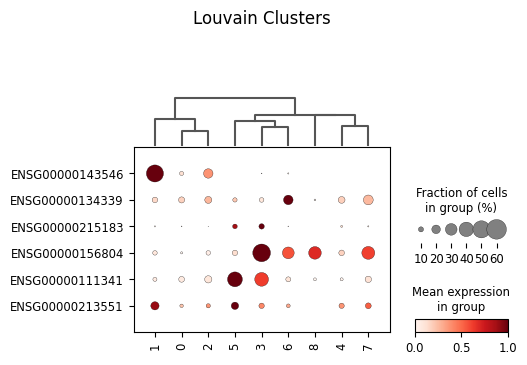 Louvain Clusters
ENSG00000143546
ENSG00000134339
ENSG00000215183
ENSG00000156804
ENSG00000111341
ENSG00000213551
1 0 2 5 3 6 8 4 7
Fraction of cells
in group (%)
10 20 30 40 50 60
Mean expression
in group
0.0 0.5 1.0